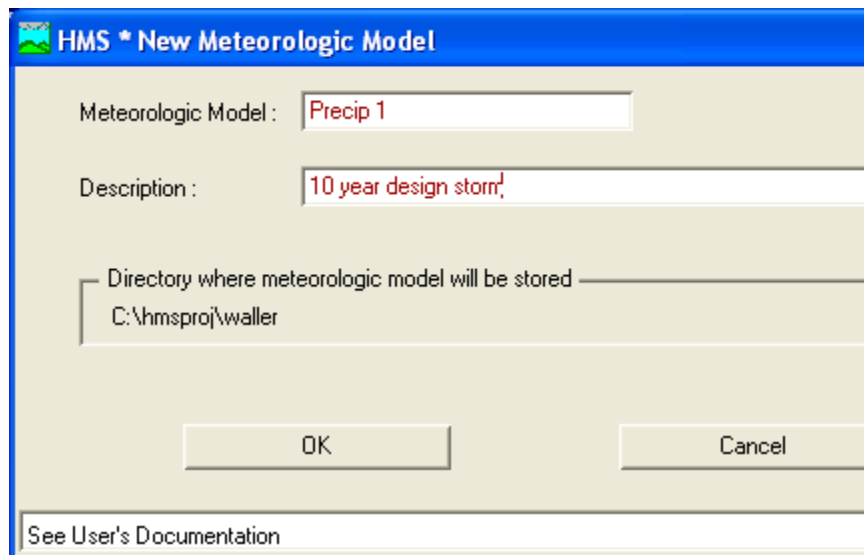 HMS * New Meteorologic Model
Meteorologic Model : Precip 1
Description : 10 year design storm
Directory where meteorologic model will be stored
C:\hmsproj\waller
OK Cancel
See User's Documentation